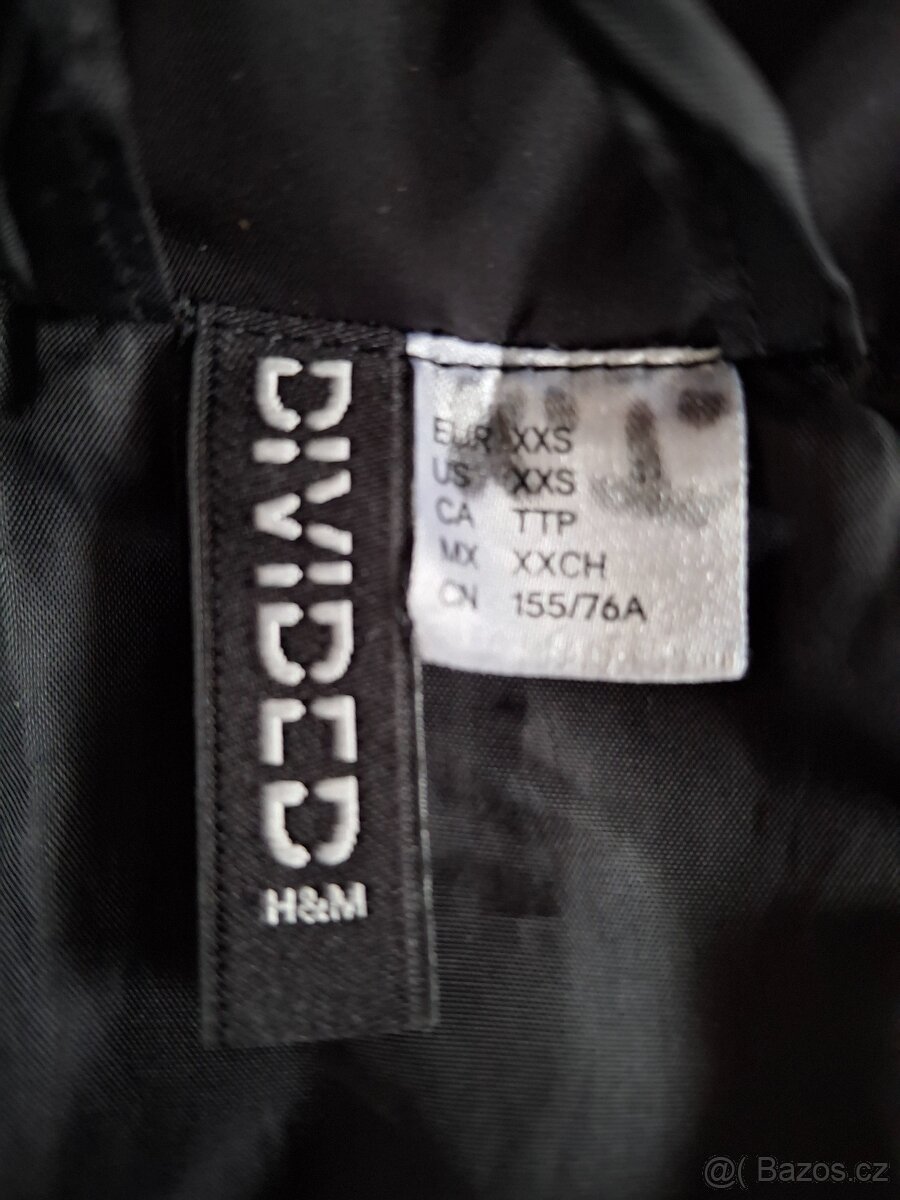 DIVIDED
H&M
EUR XXS
US XXS
CA TTP
MX XXCH
CN 155/76A
@( Bazos.cz